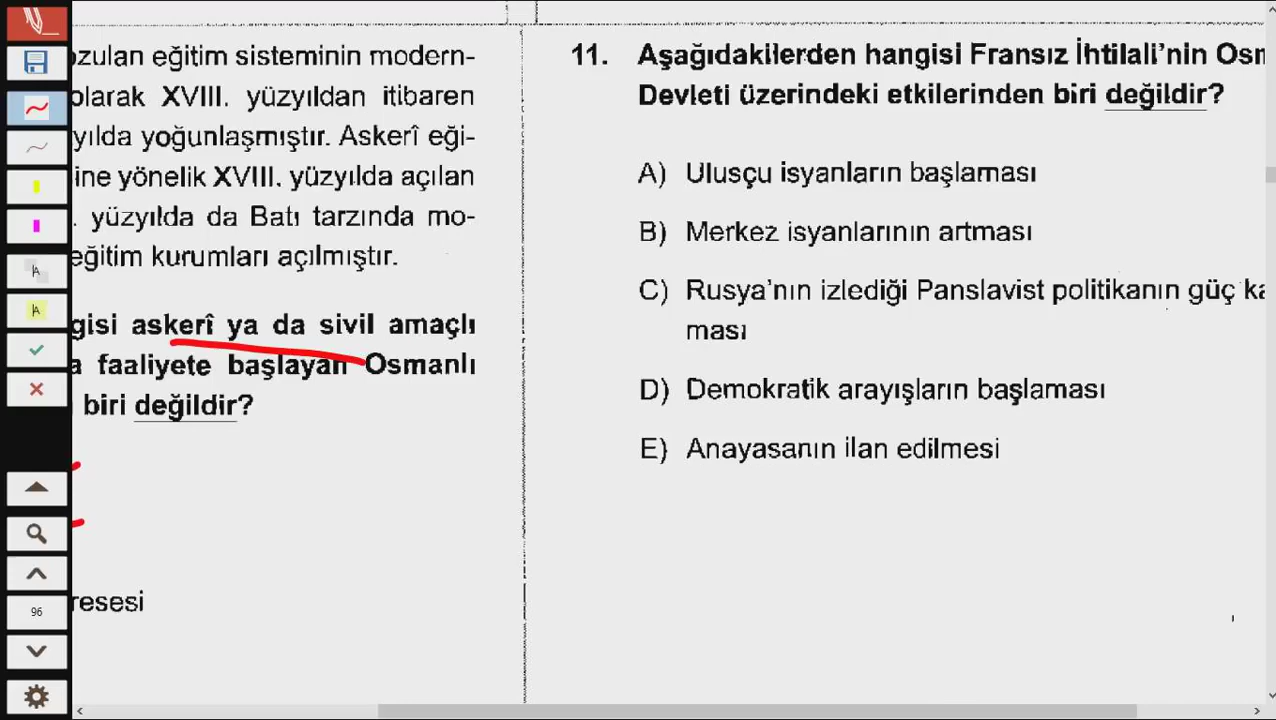 ozulan eğitim sisteminin modern-
olarak XVIII. yüzyıldan itibaren
yılda yoğunlaşmıştır. Askerî eği-
ine yönelik XVIII. yüzyılda açılan
. yüzyılda da Batı tarzında mo-
eğitim kurumları açılmıştır.
gisi askerî ya da sivil amaçlı
a faaliyete başlayan Osmanlı
biri değildir?
resesi
11. Aşağıdakilerden hangisi Fransız İhtilali'nin Osm
Devleti üzerindeki etkilerinden biri değildir?
A) Ulusçu isyanların başlaması
B) Merkez isyanlarının artması
C) Rusya'nın izlediği Panslavist politikanın güç ka
ması
D) Demokratik arayışların başlaması
E) Anayasanın ilan edilmesi
A
A
96